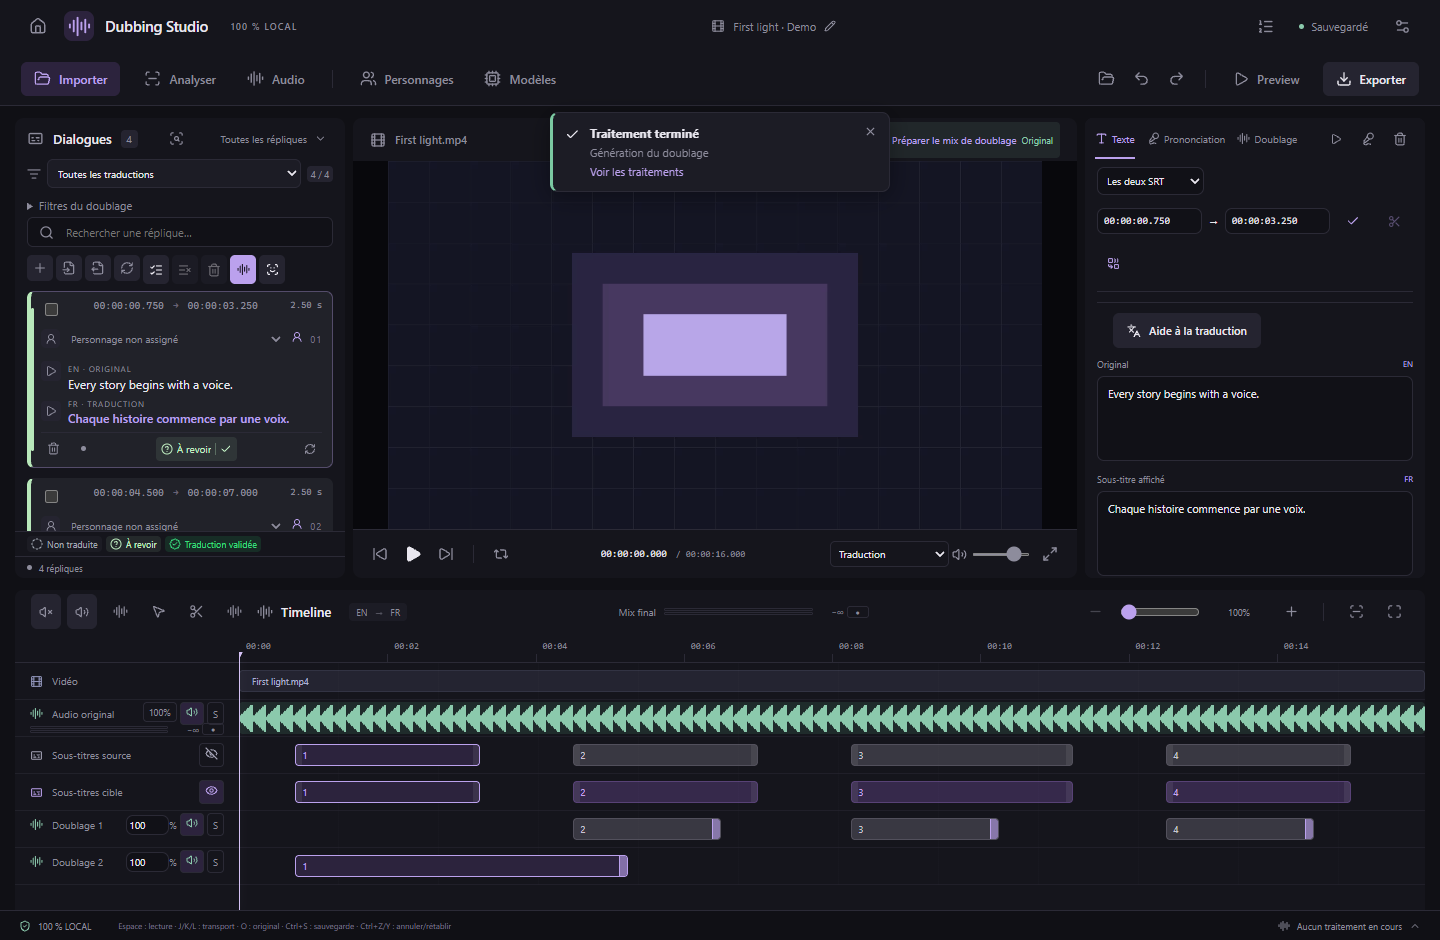 Dubbing Studio
100 % LOCAL
First light · Demo
Sauvegardé
Importer
Analyser
Audio
Personnages
Modèles
Preview
Exporter
Dialogues
4
Toutes les répliques
Toutes les traductions
4 / 4
Filtres du doublage
Rechercher une réplique...
00:00:00.750 → 00:00:03.250
2.50 s
Personnage non assigné
01
EN · ORIGINAL
Every story begins with a voice.
FR · TRADUCTION
Chaque histoire commence par une voix.
À revoir
00:00:04.500 → 00:00:07.000
2.50 s
Personnage non assigné
02
Non traduite
À revoir
Traduction validée
4 répliques
First light.mp4
Traitement terminé
Génération du doublage
Voir les traitements
Préparer le mix de doublage
Original
00:00:00.000 / 00:00:16.000
Traduction
Texte
Prononciation
Doublage
Les deux SRT
00:00:00.750 → 00:00:03.250
Aide à la traduction
Original
EN
Every story begins with a voice.
Sous-titre affiché
FR
Chaque histoire commence par une voix.
Timeline
EN → FR
Mix final
-∞
100%
00:00
00:02
00:04
00:06
00:08
00:10
00:12
00:14
Vidéo
First light.mp4
Audio original
100%
S
-∞
Sous-titres source
1
2
3
4
Sous-titres cible
1
2
3
4
Doublage 1
100 %
S
2
3
4
Doublage 2
100 %
S
1
100 % LOCAL
Espace : lecture · J/K/L : transport · O : original · Ctrl+S : sauvegarde · Ctrl+Z/Y : annuler/rétablir
Aucun traitement en cours